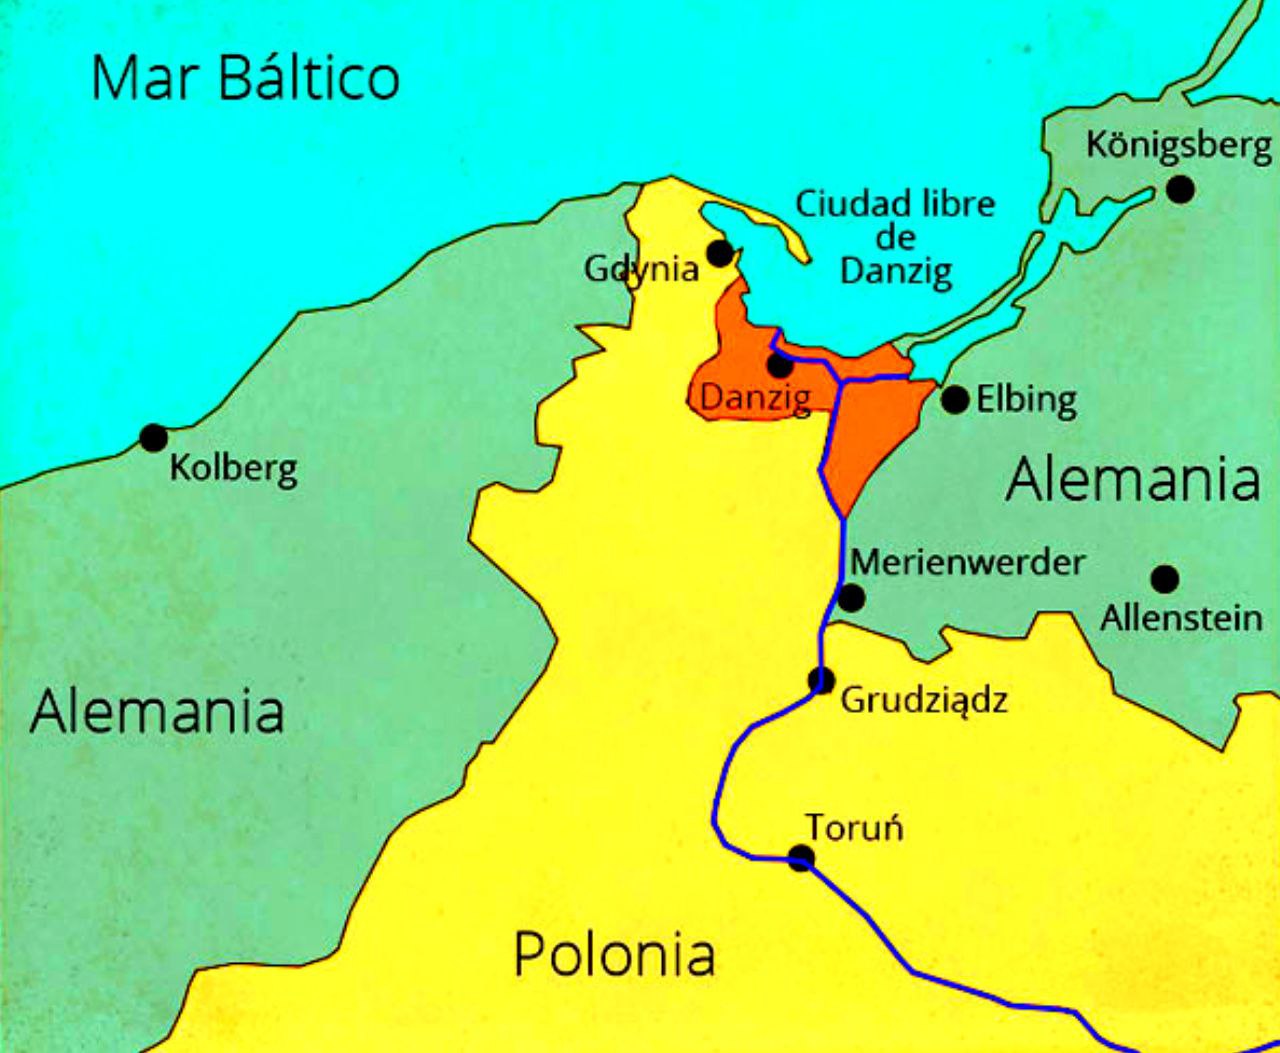 Mar Báltico
Königsberg
Ciudad libre
de
Danzig
Gdynia
Danzig
Elbing
Kolberg
Alemania
Merienwerder
Allenstein
Alemania
Grudziądz
Toruń
Polonia